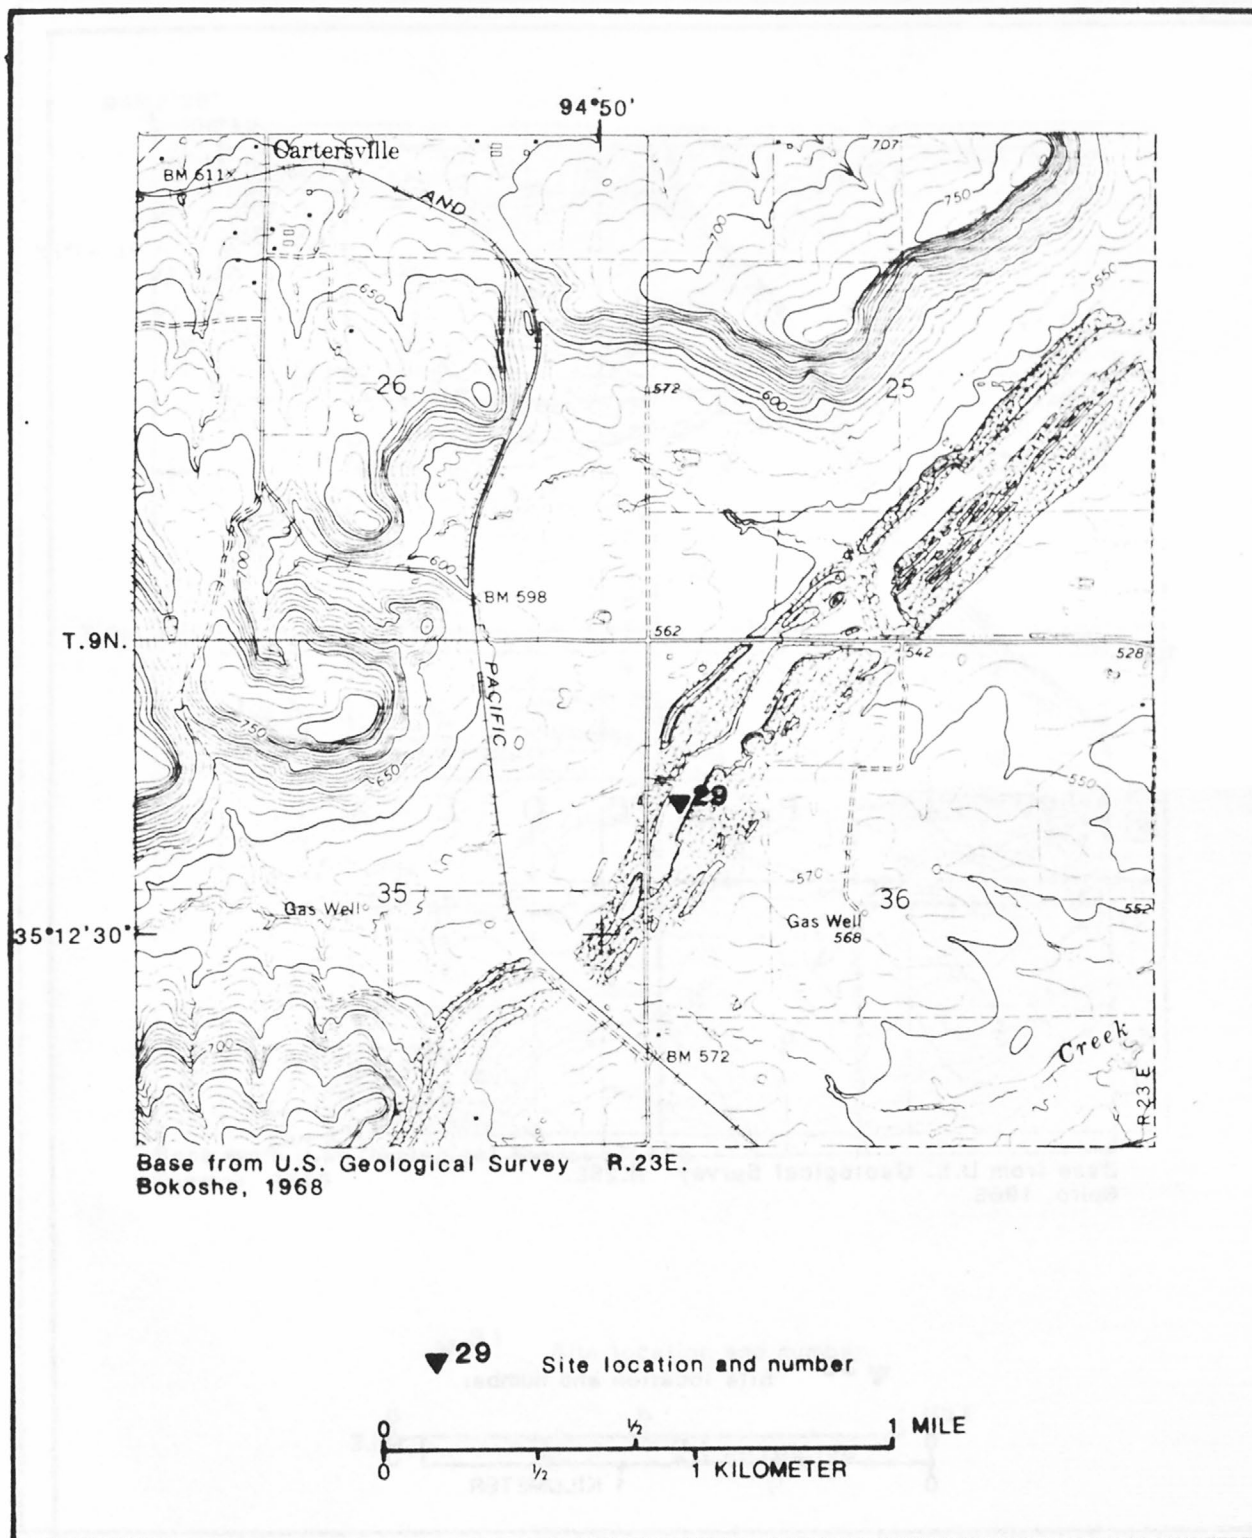 94°50'
Cartersville
BM 611×
AND
707
750
700
650
550
26
572
600
25
700
600
BM 598
T.9N.
562
542
528
PACIFIC
750
650
550
29
570
35
36
Gas Well
Gas Well
568
552
35°12'30"
700
BM 572
Creek
R 23 E
Base from U.S. Geological Survey R.23E.
Bokoshe, 1968
29 Site location and number
0 ½ 1 MILE
0 ½ 1 KILOMETER